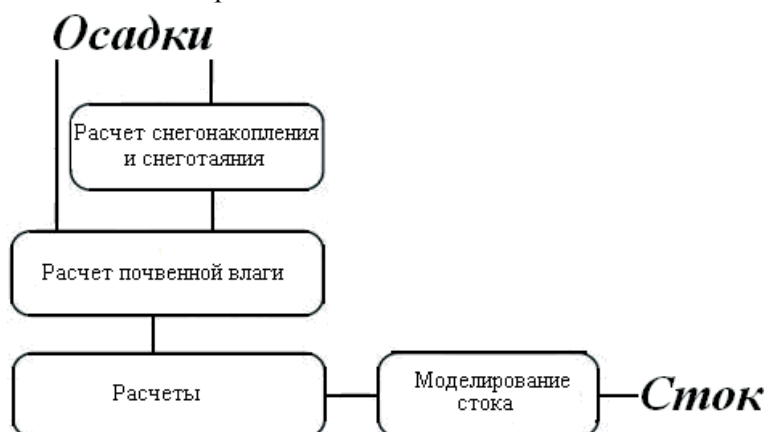 Осадки
Расчет снегонакопления
и снеготаяния
Расчет почвенной влаги
Расчеты
Моделирование
стока
Сток